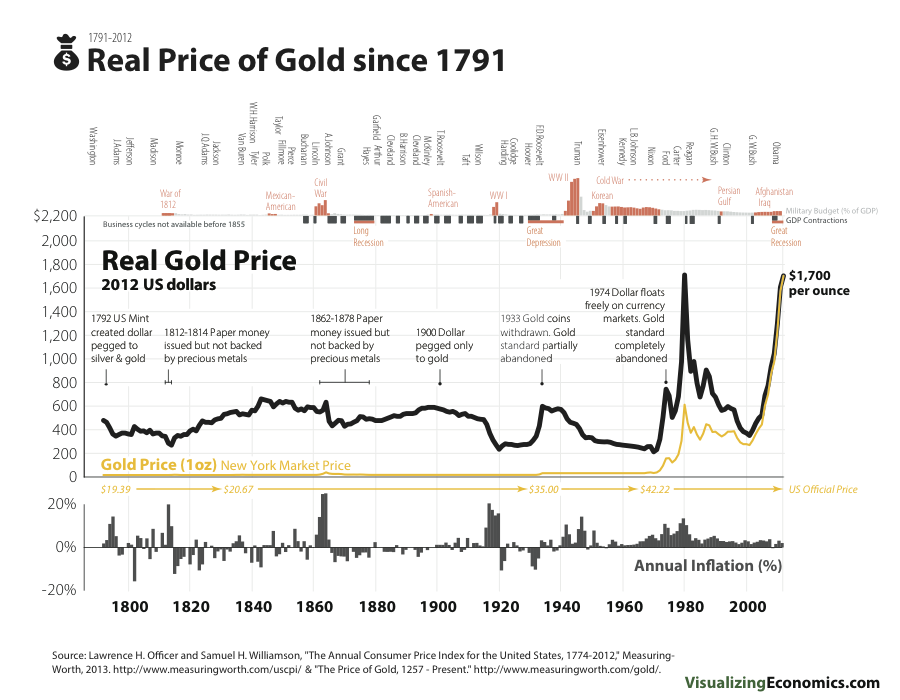 1791-2012
Real Price of Gold since 1791
Washington
J.Adams
Jefferson
Madison
Monroe
J.Q.Adams
Jackson
Van Buren
W.H.Harrison
Tyler
Polk
Taylor
Fillmore
Pierce
Buchanan
Lincoln
A.Johnson
Grant
Hayes
Garfield
Arthur
Cleveland
B.Harrison
Cleveland
McKinley
T.Roosevelt
Taft
Wilson
Harding
Coolidge
Hoover
F.D.Roosevelt
Truman
Eisenhower
Kennedy
L.B.Johnson
Nixon
Ford
Carter
Reagan
G.H.W.Bush
Clinton
G.W.Bush
Obama
War of
1812
Mexican-
American
Civil
War
Spanish-
American
WW I
WW II
Korean
Cold War
Persian
Gulf
Afghanistan
Iraq
Military Budget (% of GDP)
GDP Contractions
Business cycles not available before 1855
Long
Recession
Great
Depression
Great
Recession
$2,200
2,000
1,800
1,600
1,400
1,200
1,000
800
600
400
200
0
Real Gold Price
2012 US dollars
$1,700
per ounce
1792 US Mint
created dollar
pegged to
silver & gold
1812-1814 Paper money
issued but not backed
by precious metals
1862-1878 Paper
money issued but
not backed by
precious metals
1900 Dollar
pegged only
to gold
1933 Gold coins
withdrawn. Gold
standard partially
abandoned
1974 Dollar floats
freely on currency
markets. Gold
standard
completely
abandoned
Gold Price (1oz) New York Market Price
$19.39
$20.67
$35.00
$42.22
US Official Price
20%
0%
-20%
Annual Inflation (%)
1800
1820
1840
1860
1880
1900
1920
1940
1960
1980
2000
Source: Lawrence H. Officer and Samuel H. Williamson, "The Annual Consumer Price Index for the United States, 1774-2012," Measuring-
Worth, 2013. http://www.measuringworth.com/uscpi/ & "The Price of Gold, 1257 - Present." http://www.measuringworth.com/gold/.
VisualizingEconomics.com